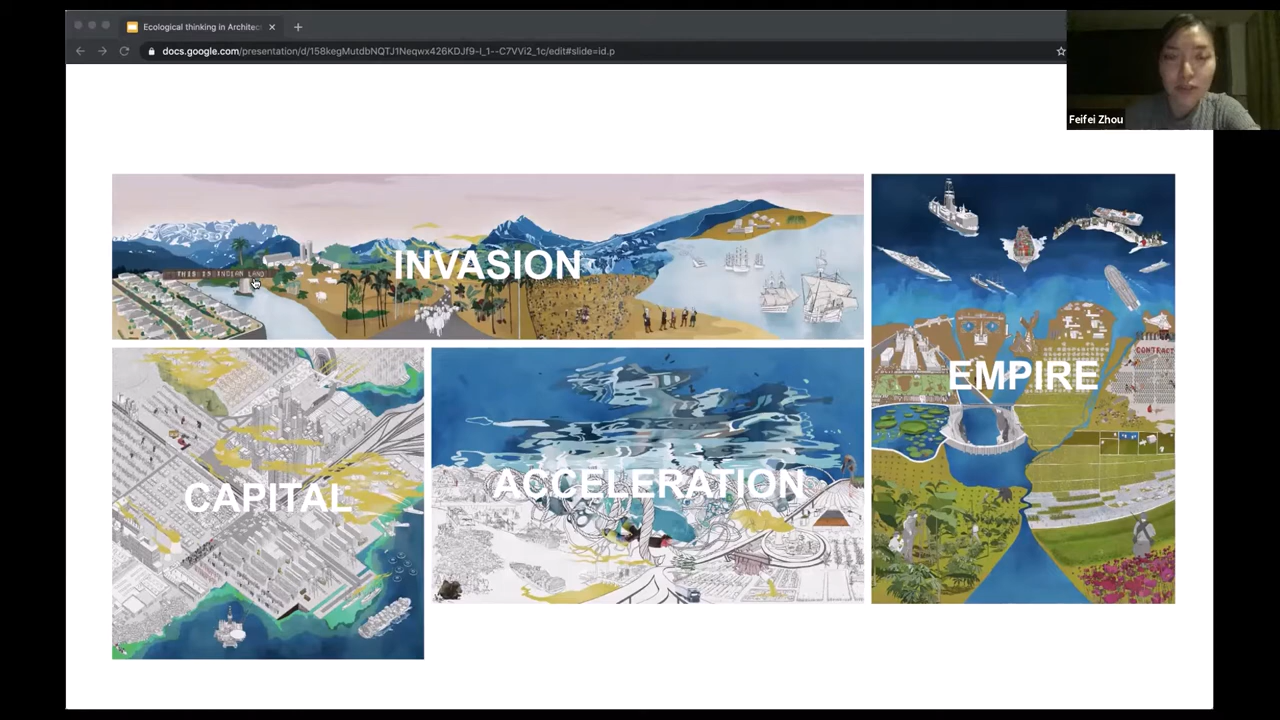 Ecological thinking in Architec
docs.google.com/presentation/d/158kegMutdbNQTJ1Neqwx426KDJf9-I_1--C7VVi2_1c/edit#slide=id.p
Feifei Zhou
INVASION
THIS IS INDIAN LAND
EMPIRE
CONTRACT
CAPITAL
ACCELERATION